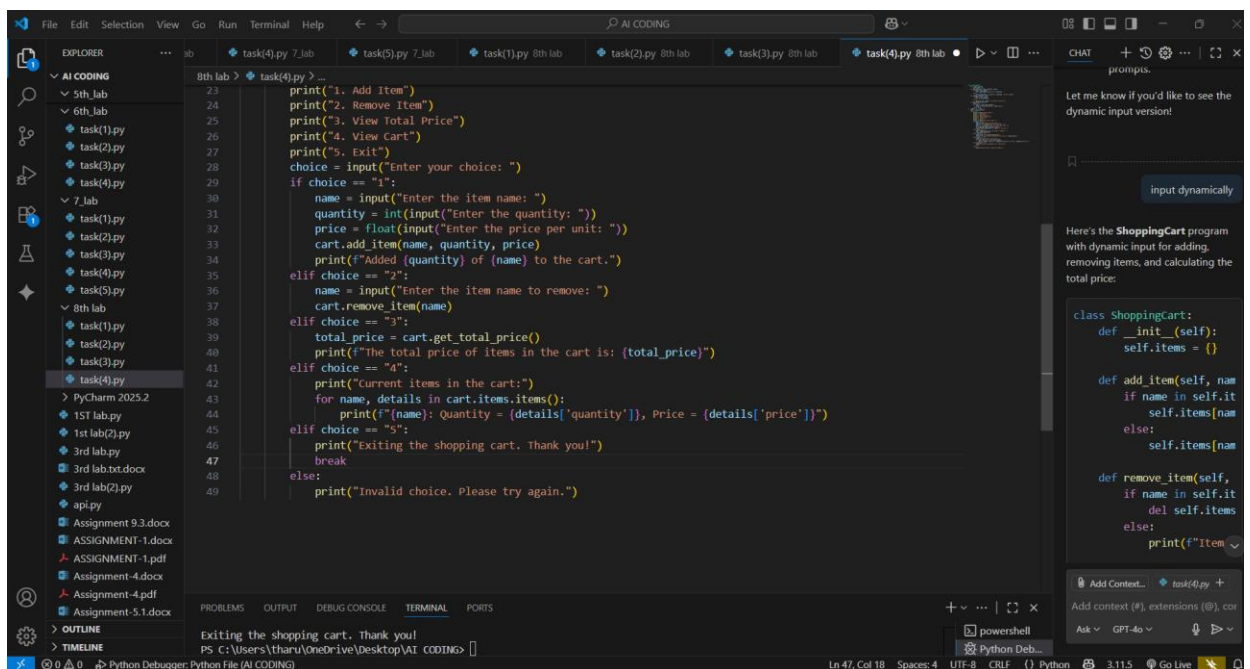 File Edit Selection View Go Run Terminal Help
AI CODING
EXPLORER
AI CODING
5th_lab
6th_lab
task(1).py
task(2).py
task(3).py
task(4).py
7_lab
task(1).py
task(2).py
task(3).py
task(4).py
task(5).py
8th lab
task(1).py
task(2).py
task(3).py
task(4).py
PyCharm 2025.2
1ST lab.py
1st lab(2).py
3rd lab.py
3rd lab.txt.docx
3rd lab(2).py
api.py
Assignment 9.3.docx
ASSIGNMENT-1.docx
ASSIGNMENT-1.pdf
Assignment-4.docx
Assignment-4.pdf
Assignment-5.1.docx
OUTLINE
TIMELINE
task(4).py 7_lab task(5).py 7_lab task(1).py 8th lab task(2).py 8th lab task(3).py 8th lab task(4).py 8th lab
8th lab > task(4).py > ...
23 print("1. Add Item")
24 print("2. Remove Item")
25 print("3. View Total Price")
26 print("4. View Cart")
27 print("5. Exit")
28 choice = input("Enter your choice: ")
29 if choice == "1":
30 name = input("Enter the item name: ")
31 quantity = int(input("Enter the quantity: "))
32 price = float(input("Enter the price per unit: "))
33 cart.add_item(name, quantity, price)
34 print(f"Added {quantity} of {name} to the cart.")
35 elif choice == "2":
36 name = input("Enter the item name to remove: ")
37 cart.remove_item(name)
38 elif choice == "3":
39 total_price = cart.get_total_price()
40 print(f"The total price of items in the cart is: {total_price}")
41 elif choice == "4":
42 print("Current items in the cart:")
43 for name, details in cart.items.items():
44 print(f"{name}: Quantity = {details['quantity']}, Price = {details['price']}")
45 elif choice == "5":
46 print("Exiting the shopping cart. Thank you!")
47 break
48 else:
49 print("Invalid choice. Please try again.")
PROBLEMS OUTPUT DEBUG CONSOLE TERMINAL PORTS
Exiting the shopping cart. Thank you!
PS C:\Users\tharu\OneDrive\Desktop\AI CODING>
powershell
Python Deb...
CHAT
prompts.
Let me know if you'd like to see the
dynamic input version!
input dynamically
Here's the ShoppingCart program
with dynamic input for adding,
removing items, and calculating the
total price:
class ShoppingCart:
def __init__(self):
self.items = {}
def add_item(self, nam
if name in self.it
self.items[nam
else:
self.items[nam
def remove_item(self,
if name in self.it
del self.items
else:
print(f"Item
Add Context... task(4).py +
Add context (#), extensions (@), cor
Ask GPT-4o
0 0 Python Debugger: Python File (AI CODING) Ln 47, Col 18 Spaces: 4 UTF-8 CRLF {} Python 3.11.5 Go Live